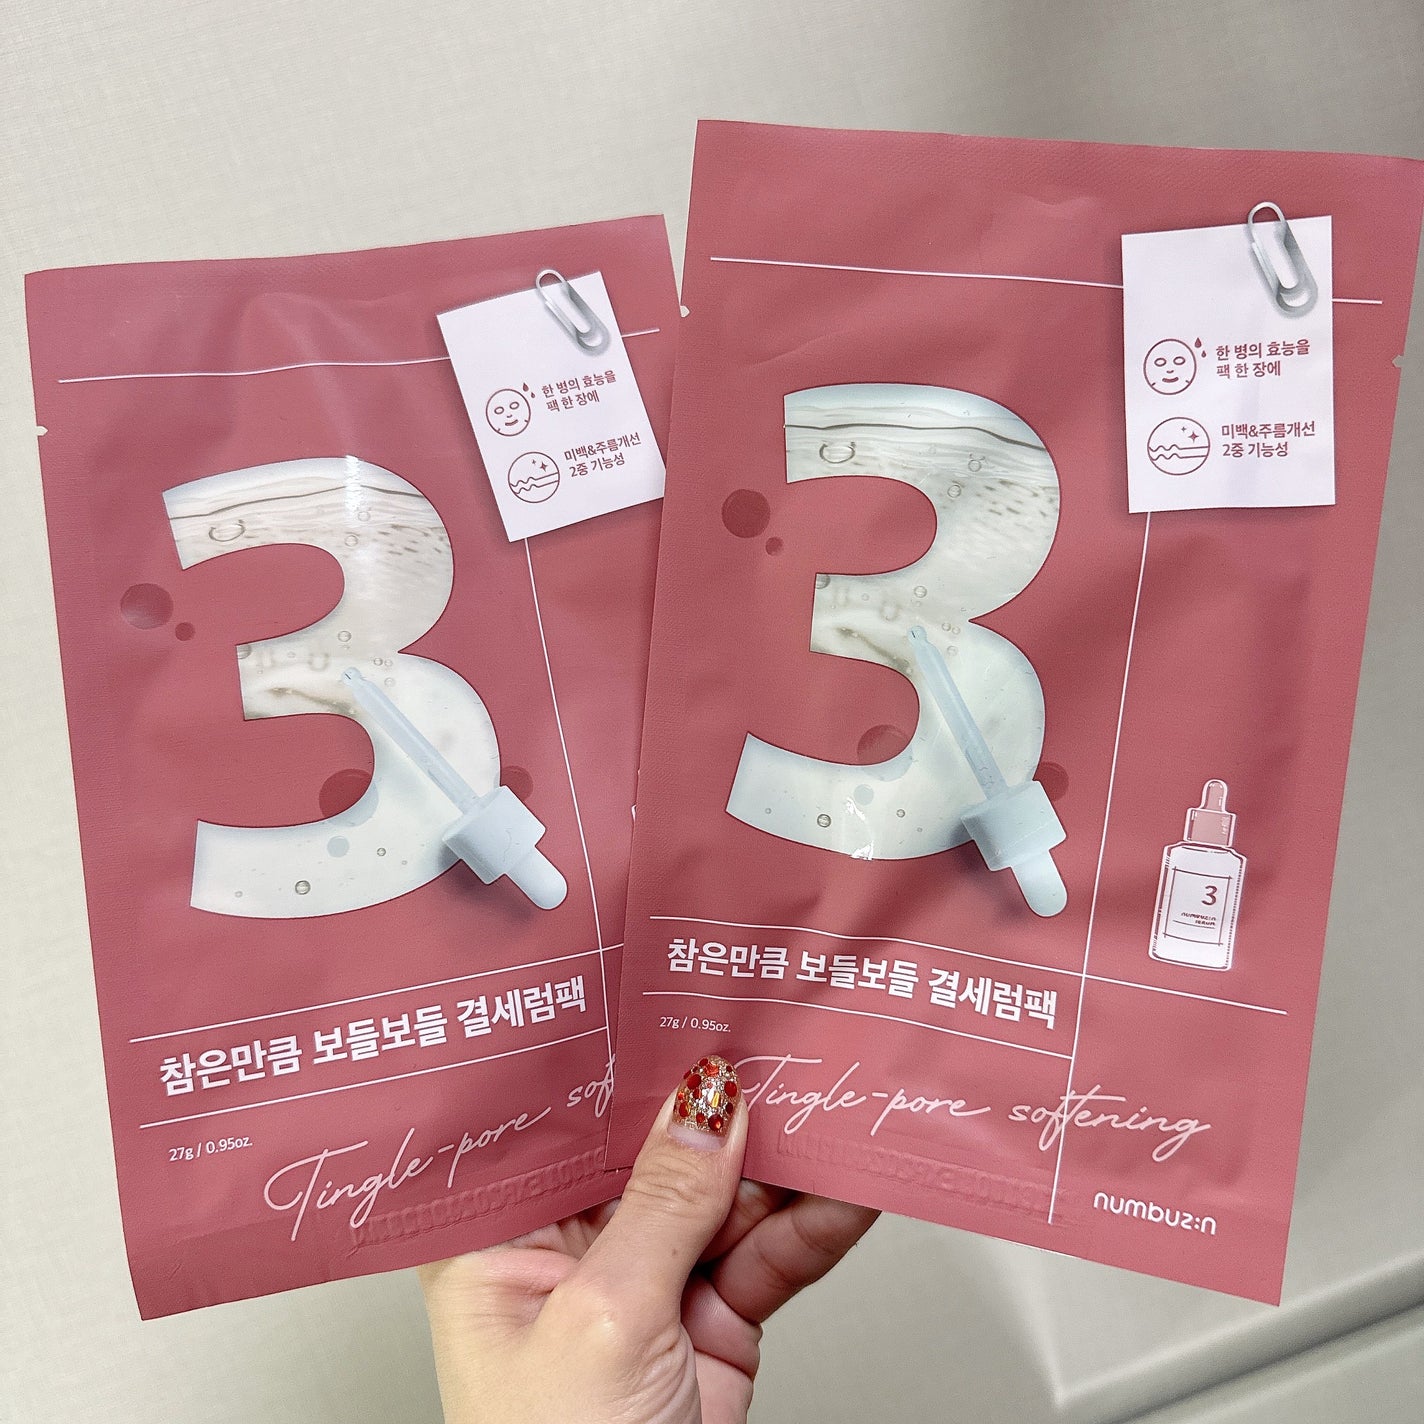 3
한 병의 효능을
팩 한 장에
미백&주름개선
2중 기능성
참은만큼 보들보들 결세럼팩
27g / 0.95oz.
Tingle-pore sof
3
한 병의 효능을
팩 한 장에
미백&주름개선
2중 기능성
3
numbuz:n
참은만큼 보들보들 결세럼팩
27g / 0.95oz.
Tingle-pore softening
numbuz:n